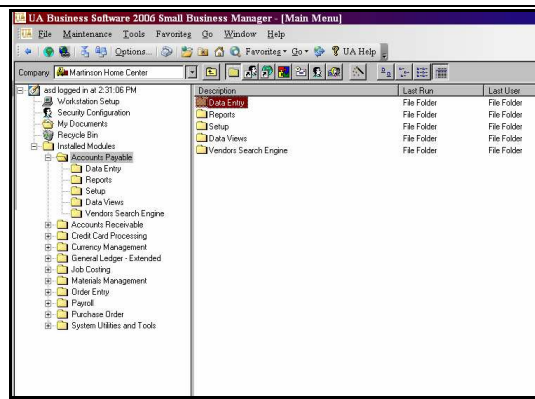 UA Business Software 2006 Small Business Manager - [Main Menu]
File Maintenance Tools Favorites Go Window Help
Options... Favorites Go UA Help
Company Martinson Home Center
asd logged in at 2:31:06 PM
Workstation Setup
Security Configuration
My Documents
Recycle Bin
Installed Modules
Accounts Payable
Data Entry
Reports
Setup
Data Views
Vendors Search Engine
Accounts Receivable
Credit Card Processing
Currency Management
General Ledger - Extended
Job Costing
Materials Management
Order Entry
Payroll
Purchase Order
System Utilities and Tools
Description Last Run Last User
Data Entry File Folder File Folder
Reports File Folder File Folder
Setup File Folder File Folder
Data Views File Folder File Folder
Vendors Search Engine File Folder File Folder